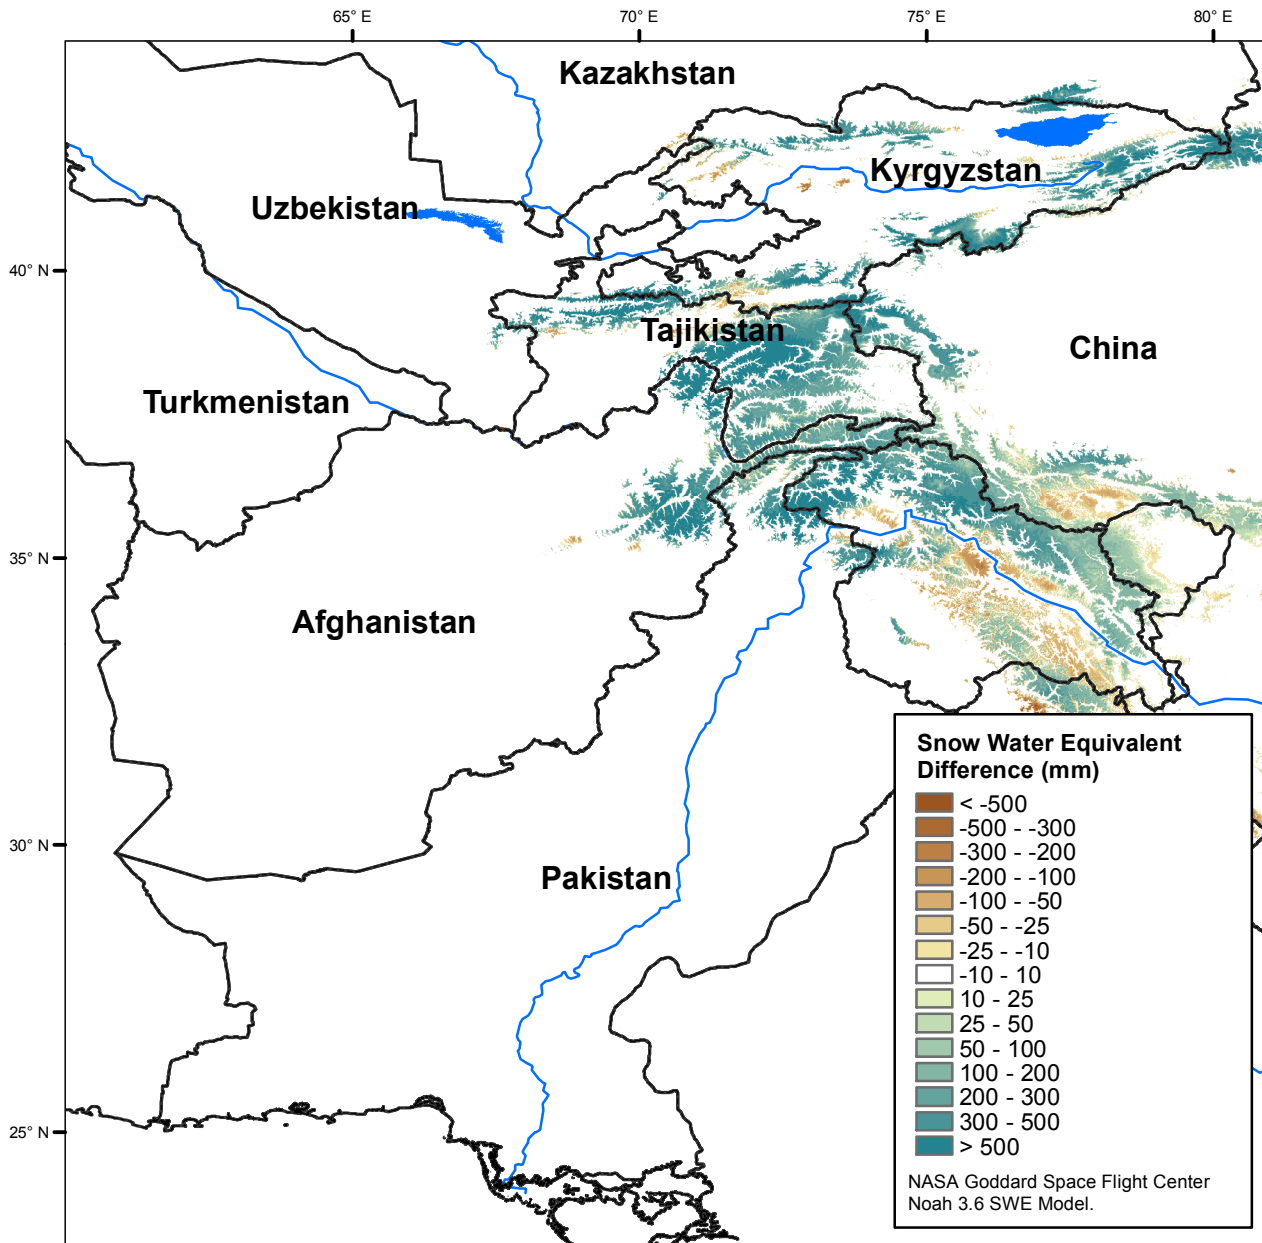 65° E
70° E
75° E
80° E
Kazakhstan
Kyrgyzstan
Uzbekistan
40° N
Tajikistan
China
Turkmenistan
35° N
Afghanistan
30° N
Pakistan
25° N
Snow Water Equivalent
Difference (mm)
< -500
-500 - -300
-300 - -200
-200 - -100
-100 - -50
-50 - -25
-25 - -10
-10 - 10
10 - 25
25 - 50
50 - 100
100 - 200
200 - 300
300 - 500
> 500
NASA Goddard Space Flight Center
Noah 3.6 SWE Model.